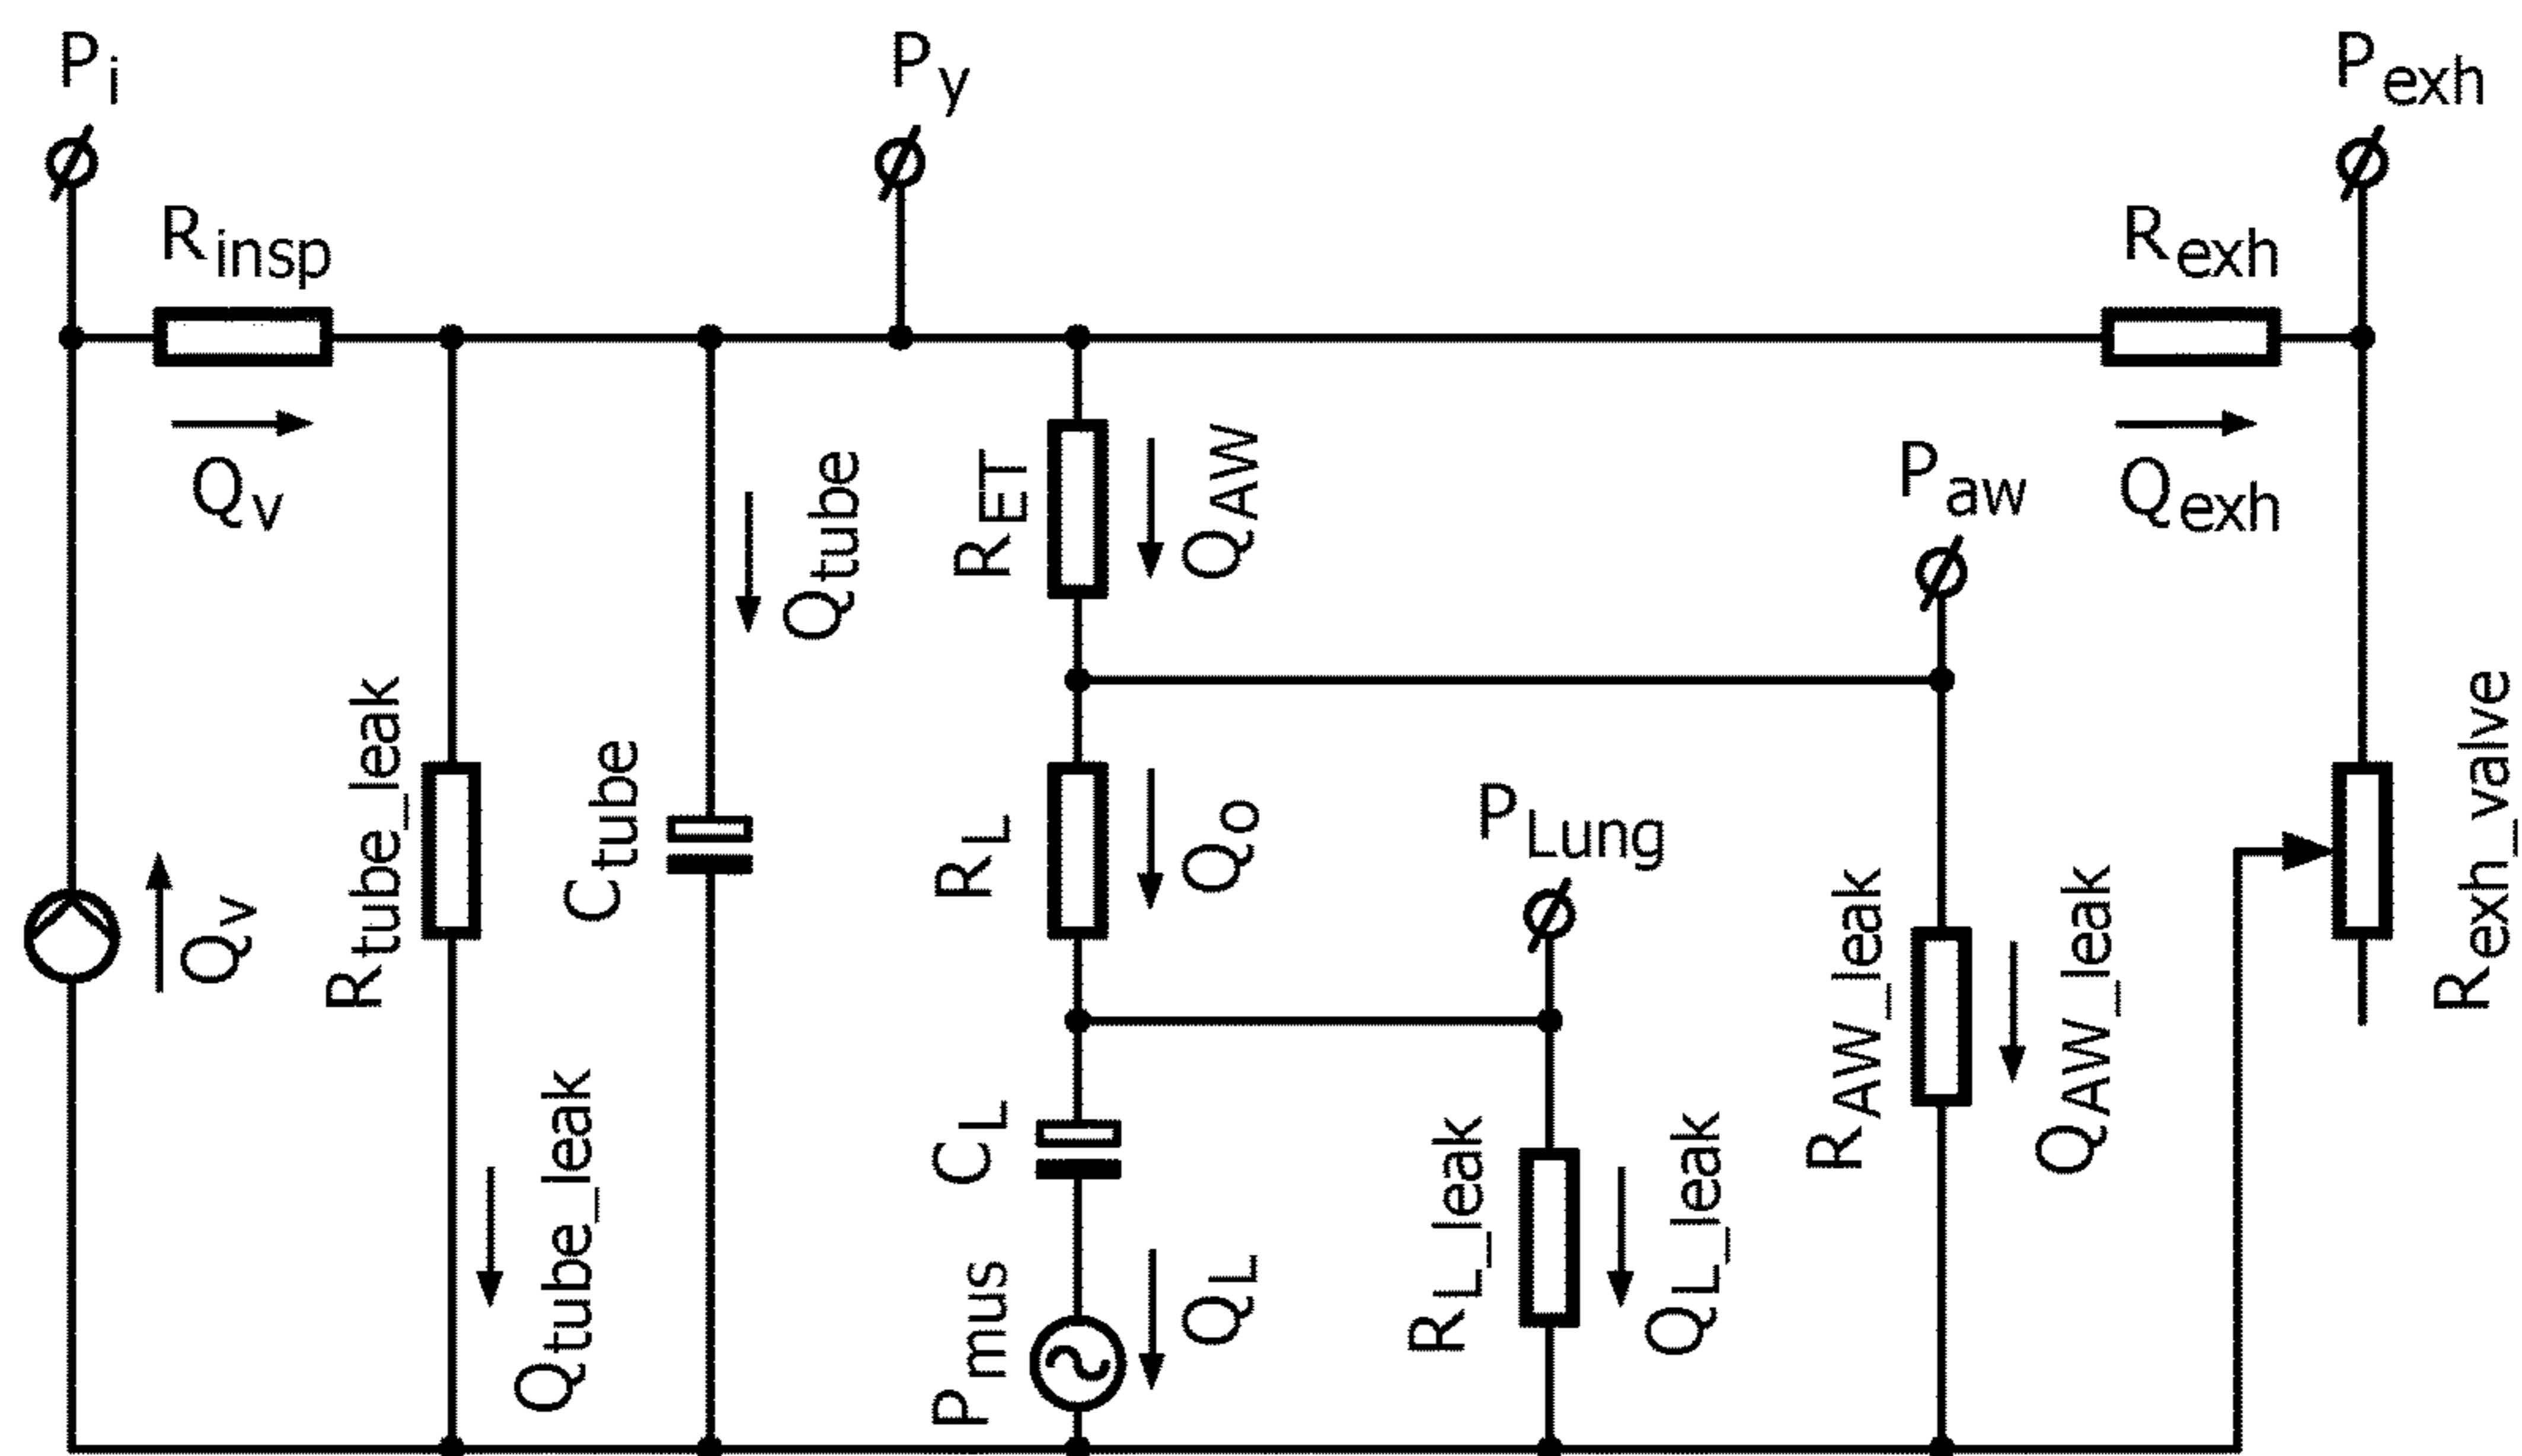 Pi
Py
Pexh
Rinsp
Rexh
Qv
Qtube
RET
QAW
Paw
Qexh
Rtube_leak
Ctube
RL
Qo
PLung
Rexh_valve
Qv
RAW_leak
QAW_leak
Qtube_leak
CL
RL_leak
QL_leak
Pmus
QL